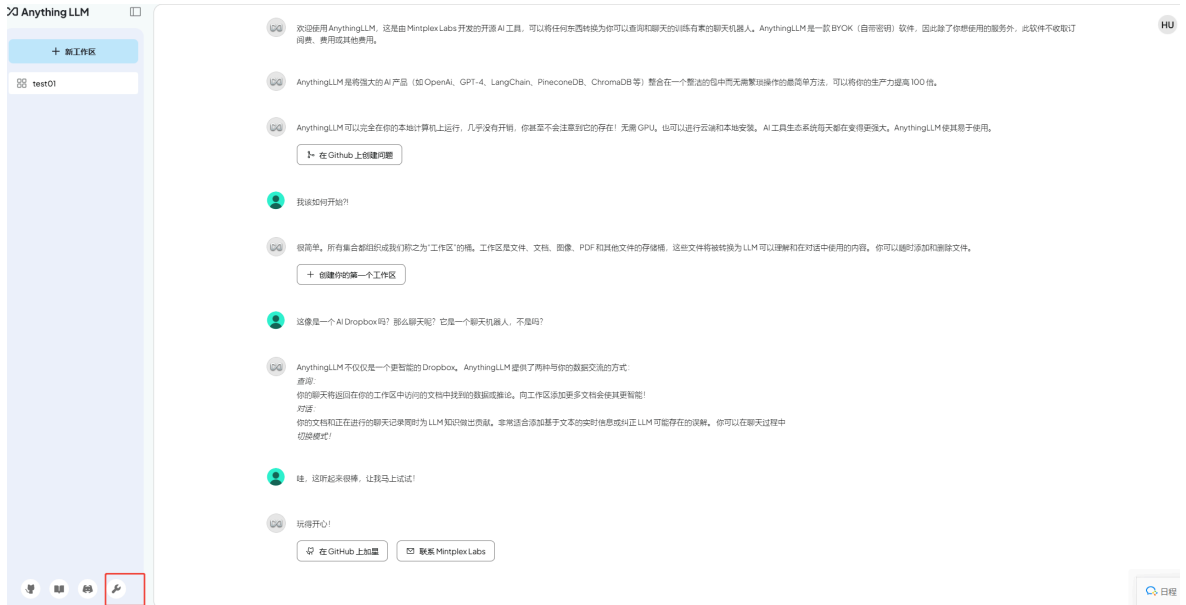 Anything LLM
+ 新工作区
test01
欢迎使用 AnythingLLM，这是由 Mintplex Labs 开发的开源 AI 工具，可以将任何东西转换为你可以查询和聊天的训练有素的聊天机器人。AnythingLLM 是一款 BYOK（自带密钥）软件，因此除了你想使用的服务外，此软件不收取订
阅费、费用或其他费用。
HU
AnythingLLM 是将强大的 AI 产品（如 OpenAi、GPT-4、LangChain、PineconeDB、ChromaDB 等）整合在一个整洁的包中而无需繁琐操作的最简单方法，可以将你的生产力提高 100 倍。
AnythingLLM 可以完全在你的本地计算机上运行，几乎没有开销，你甚至不会注意到它的存在！无需 GPU。也可以进行云端和本地安装。 AI 工具生态系统每天都在变得更强大。AnythingLLM 使其易于使用。
在 Github 上创建问题
我该如何开始?!
很简单。所有集合都组织成我们称之为“工作区”的桶。工作区是文件、文档、图像、PDF 和其他文件的存储桶，这些文件将被转换为 LLM 可以理解和在对话中使用的内容。 你可以随时添加和删除文件。
+ 创建你的第一个工作区
这像是一个 AI Dropbox 吗？那么聊天呢？它是一个聊天机器人，不是吗？
AnythingLLM 不仅仅是一个更智能的 Dropbox。 AnythingLLM 提供了两种与你的数据交流的方式：
查询：
你的聊天将返回在你的工作区中访问的文档中找到的数据或推论。向工作区添加更多文档会使其更智能！
对话：
你的文档和正在进行的聊天记录同时为 LLM 知识做出贡献。非常适合添加基于文本的实时信息或纠正 LLM 可能存在的误解。 你可以在聊天过程中
切换模式！
哇，这听起来很棒，让我马上试试！
玩得开心！
在 GitHub 上加星
联系 Mintplex Labs
日程